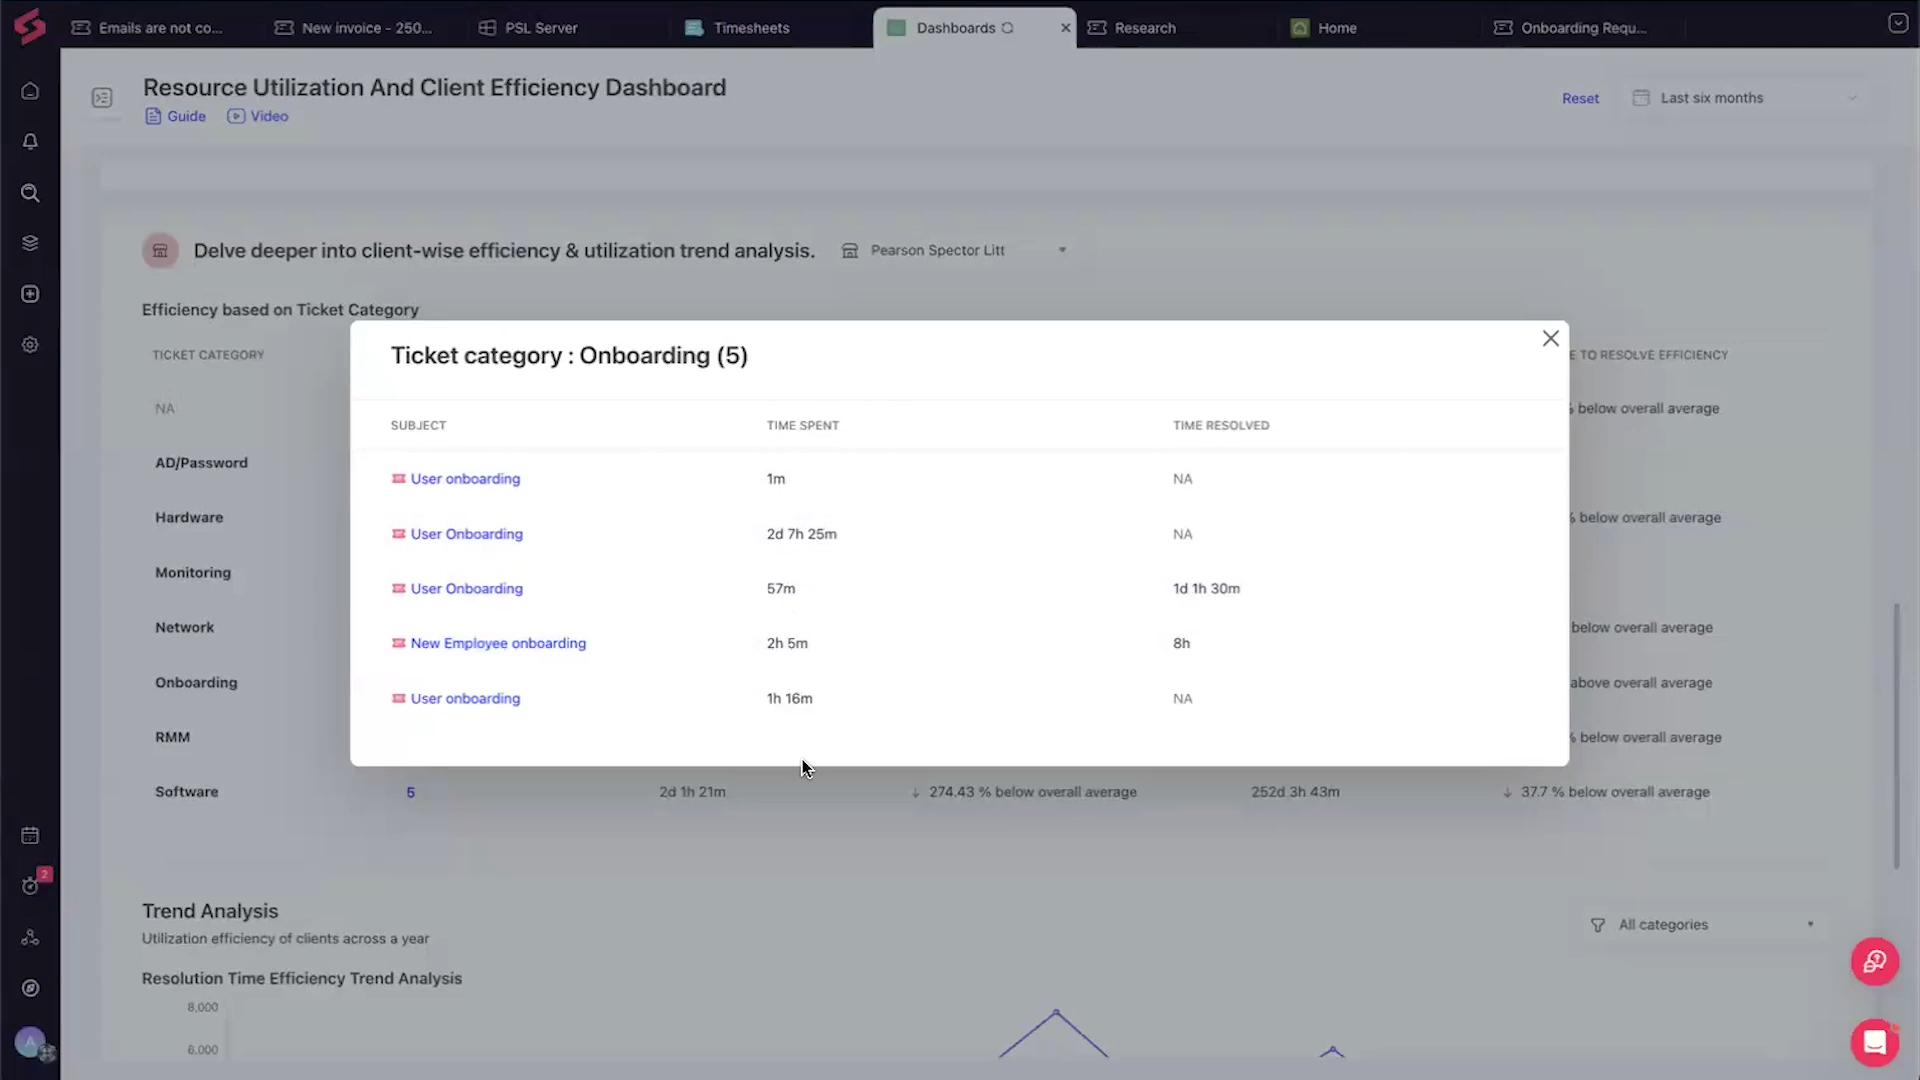 Emails are not co...
New invoice - 250...
PSL Server
Timesheets
Dashboards
Research
Home
Onboarding Requ...
Resource Utilization And Client Efficiency Dashboard
Guide
Video
Reset
Last six months
Delve deeper into client-wise efficiency & utilization trend analysis.
Pearson Spector Litt
Efficiency based on Ticket Category
TICKET CATEGORY
E TO RESOLVE EFFICIENCY
NA
% below overall average
AD/Password
Hardware
% below overall average
Monitoring
Network
below overall average
Onboarding
above overall average
RMM
% below overall average
Software
5
2d 1h 21m
↓ 274.43 % below overall average
252d 3h 43m
↓ 37.7 % below overall average
Ticket category : Onboarding (5)
SUBJECT
TIME SPENT
TIME RESOLVED
User onboarding
1m
NA
User Onboarding
2d 7h 25m
NA
User Onboarding
57m
1d 1h 30m
New Employee onboarding
2h 5m
8h
User onboarding
1h 16m
NA
Trend Analysis
Utilization efficiency of clients across a year
All categories
Resolution Time Efficiency Trend Analysis
8,000
6,000
2
A